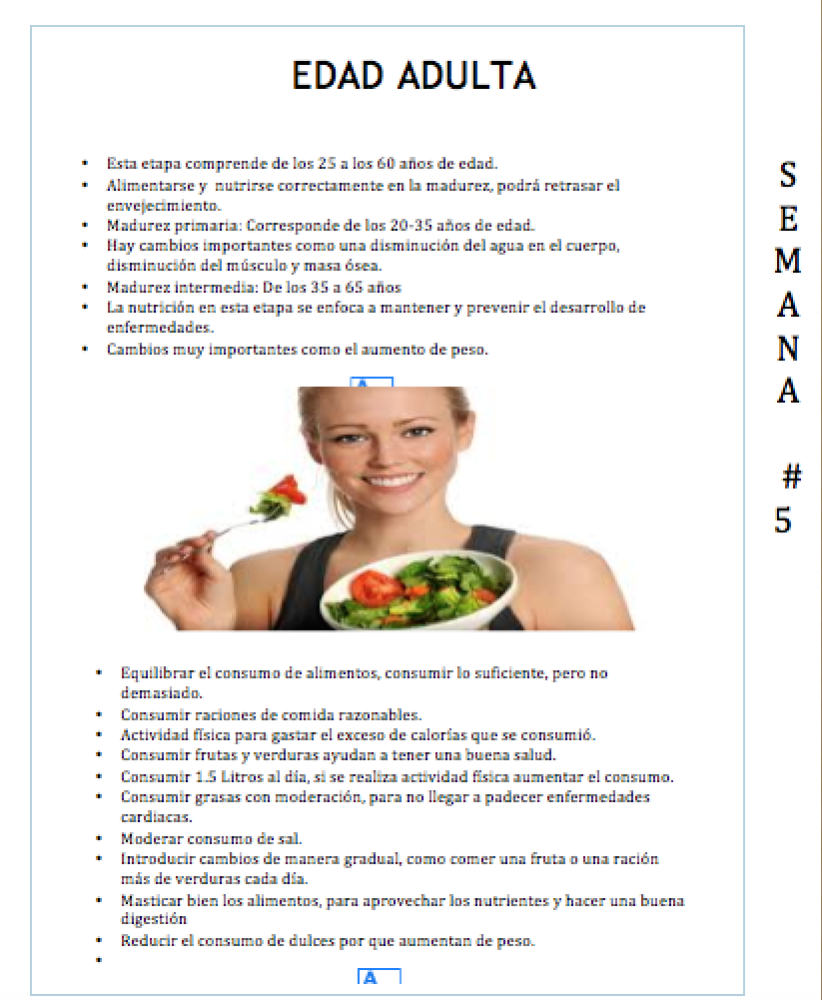 EDAD ADULTA
• Esta etapa comprende de los 25 a los 60 años de edad.
• Alimentarse y nutrirse correctamente en la madurez, podrá retrasar el
envejecimiento.
• Madurez primaria: Corresponde de los 20-35 años de edad.
• Hay cambios importantes como una disminución del agua en el cuerpo,
disminución del músculo y masa ósea.
• Madurez intermedia: De los 35 a 65 años
• La nutrición en esta etapa se enfoca a mantener y prevenir el desarrollo de
enfermedades.
• Cambios muy importantes como el aumento de peso.
A
• Equilibrar el consumo de alimentos, consumir lo suficiente, pero no
demasiado.
• Consumir raciones de comida razonables.
• Actividad física para gastar el exceso de calorías que se consumió.
• Consumir frutas y verduras ayudan a tener una buena salud.
• Consumir 1.5 Litros al día, si se realiza actividad física aumentar el consumo.
• Consumir grasas con moderación, para no llegar a padecer enfermedades
cardiacas.
• Moderar consumo de sal.
• Introducir cambios de manera gradual, como comer una fruta o una ración
más de verduras cada día.
• Masticar bien los alimentos, para aprovechar los nutrientes y hacer una buena
digestión
• Reducir el consumo de dulces por que aumentan de peso.
•
A
S
E
M
A
N
A
#
5